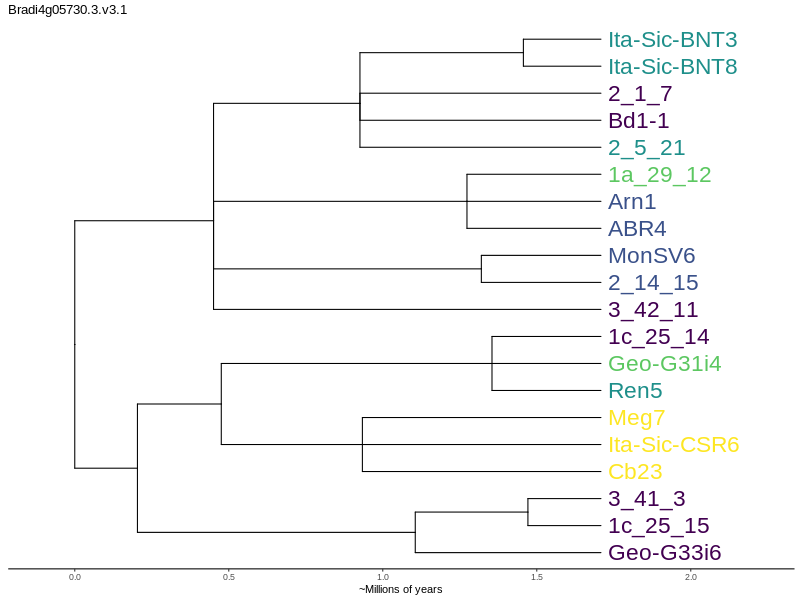 Bradi4g05730.3.v3.1
Ita-Sic-BNT3
Ita-Sic-BNT8
2_1_7
Bd1-1
2_5_21
1a_29_12
Arn1
ABR4
MonSV6
2_14_15
3_42_11
1c_25_14
Geo-G31i4
Ren5
Meg7
Ita-Sic-CSR6
Cb23
3_41_3
1c_25_15
Geo-G33i6
0.0 0.5 1.0 1.5 2.0
~Millions of years